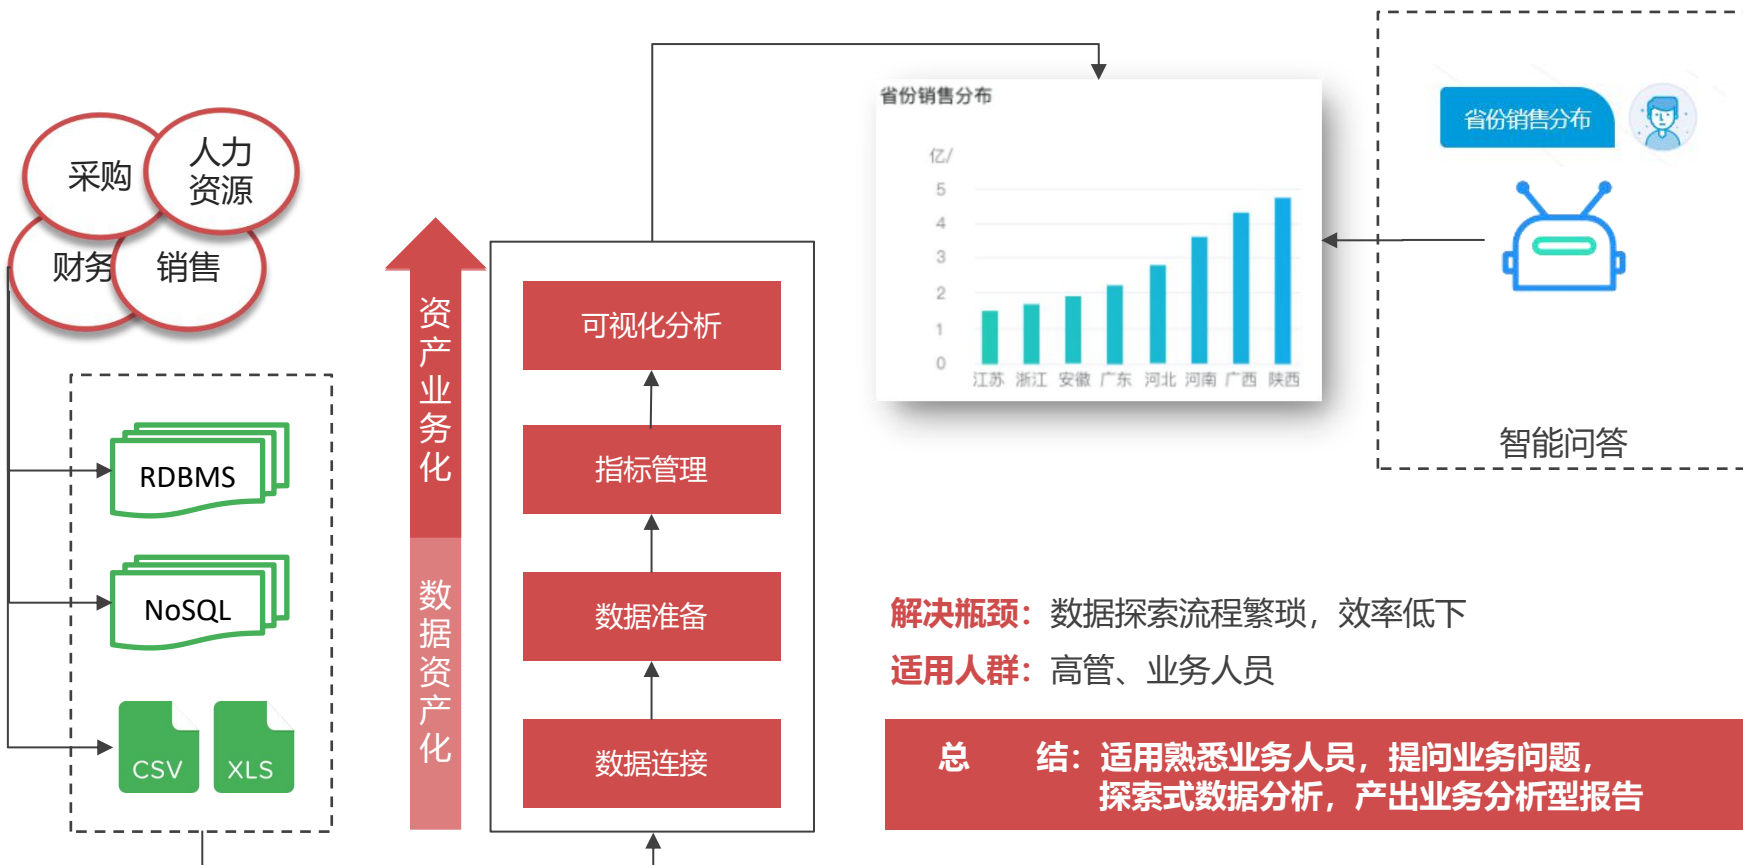 采购
人力
资源
财务
销售
RDBMS
NoSQL
CSV
XLS
资产业务化
数据资产化
可视化分析
指标管理
数据准备
数据连接
省份销售分布
亿/
5
4
3
2
1
0
江苏 浙江 安徽 广东 河北 河南 广西 陕西
省份销售分布
智能问答
解决瓶颈：数据探索流程繁琐，效率低下
适用人群：高管、业务人员
总 结：适用熟悉业务人员，提问业务问题，
探索式数据分析，产出业务分析型报告